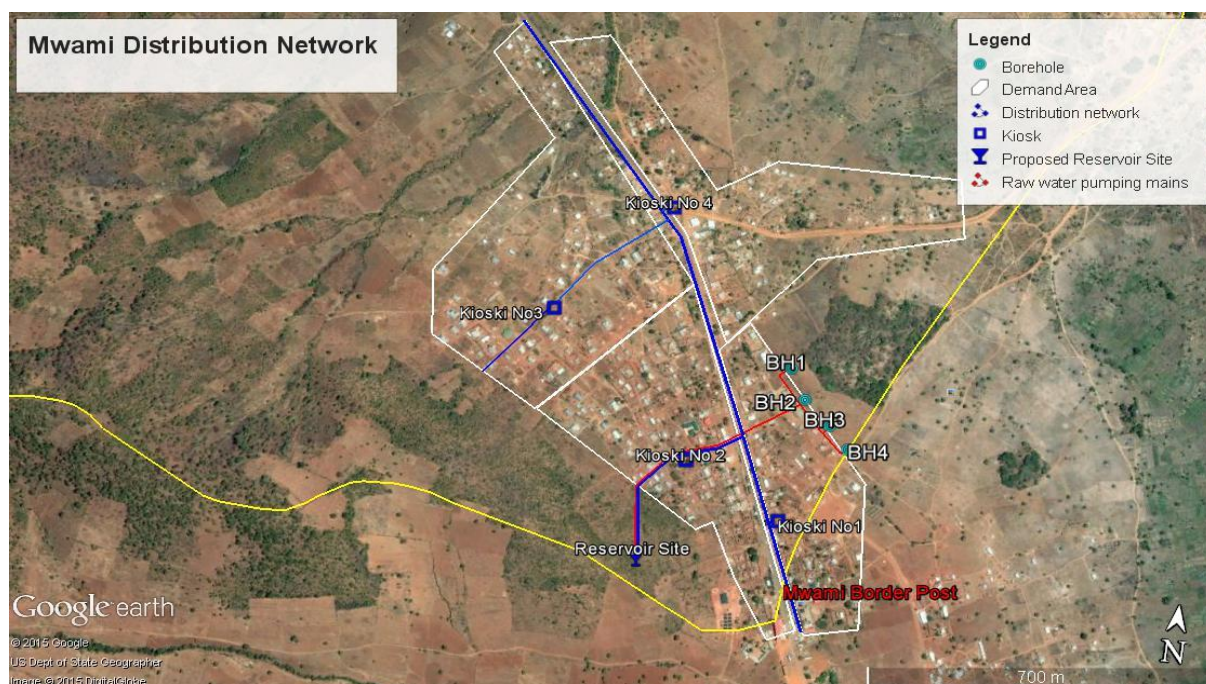 Mwami Distribution Network
Legend
Borehole
Demand Area
Distribution network
Kiosk
Proposed Reservoir Site
Raw water pumping mains
Kioski No 4
Kioski No3
BH1
BH2
BH3
BH4
Kioski No 2
Kioski No1
Reservoir Site
Mwami Border Post
Google earth
© 2015 Google
US Dept of State Geographer
Image © 2015 DigitalGlobe
N
700 m